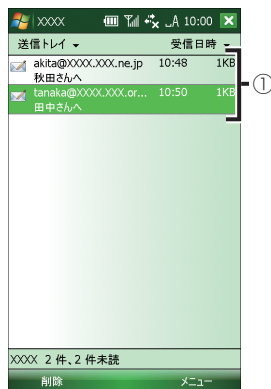 XXXX 10:00
送信トレイ 受信日時
akita@XXXX.XXX.ne.jp 10:48 1KB
秋田さんへ
tanaka@XXXX.XXX.or... 10:50 1KB
田中さんへ
①
XXXX 2 件、2 件未読
削除 メニュー